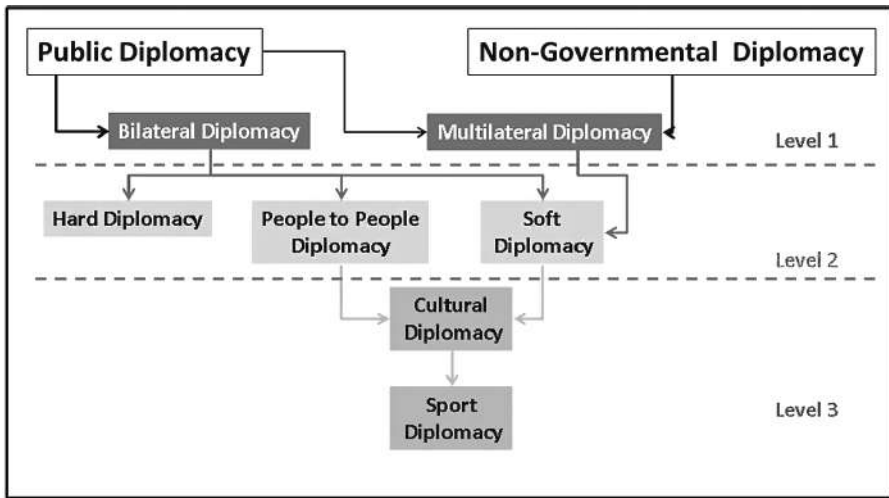 Public Diplomacy
Non-Governmental Diplomacy
Bilateral Diplomacy
Multilateral Diplomacy
Level 1
Hard Diplomacy
People to People
Diplomacy
Soft
Diplomacy
Level 2
Cultural
Diplomacy
Sport
Diplomacy
Level 3